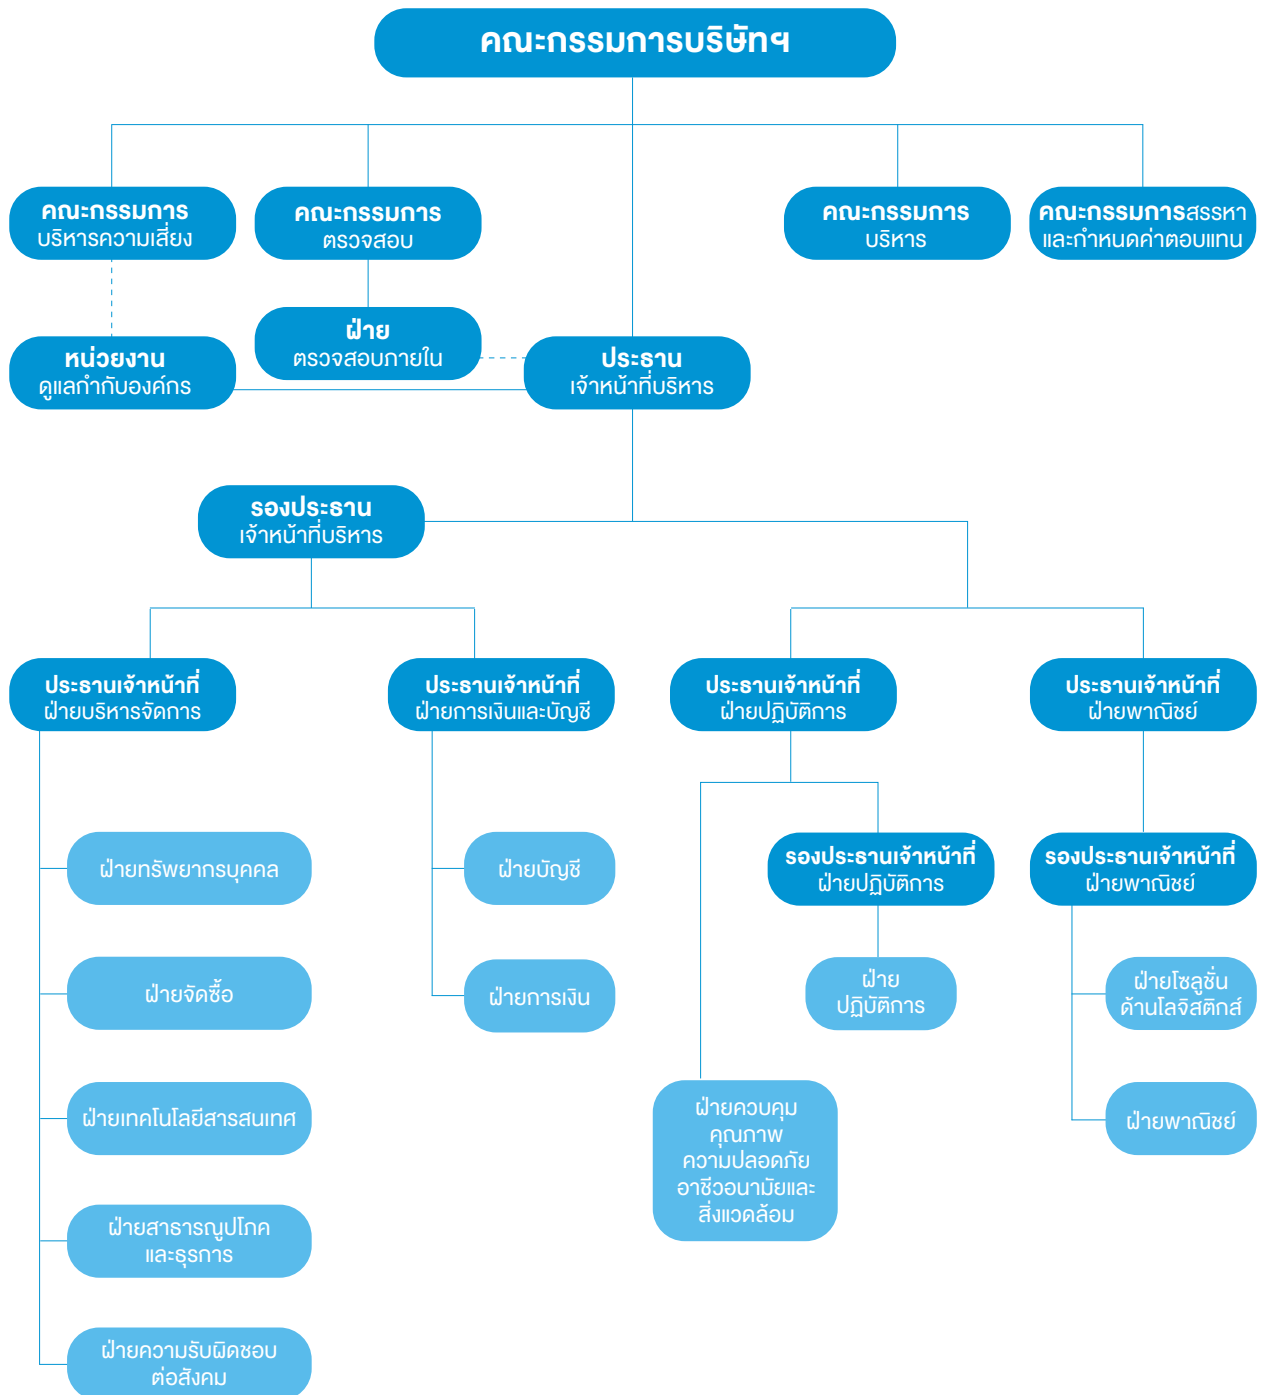 คณะกรรมการบริษัทฯ
คณะกรรมการ
บริหารความเสี่ยง
คณะกรรมการ
ตรวจสอบ
คณะกรรมการ
บริหาร
คณะกรรมการสรรหา
และกำหนดค่าตอบแทน
หน่วยงาน
ดูแลกำกับองค์กร
ฝ่าย
ตรวจสอบภายใน
ประธาน
เจ้าหน้าที่บริหาร
รองประธาน
เจ้าหน้าที่บริหาร
ประธานเจ้าหน้าที่
ฝ่ายบริหารจัดการ
ประธานเจ้าหน้าที่
ฝ่ายการเงินและบัญชี
ประธานเจ้าหน้าที่
ฝ่ายปฏิบัติการ
ประธานเจ้าหน้าที่
ฝ่ายพาณิชย์
ฝ่ายทรัพยากรบุคคล
ฝ่ายบัญชี
รองประธานเจ้าหน้าที่
ฝ่ายปฏิบัติการ
รองประธานเจ้าหน้าที่
ฝ่ายพาณิชย์
ฝ่ายจัดซื้อ
ฝ่ายการเงิน
ฝ่าย
ปฏิบัติการ
ฝ่ายโซลูชั่น
ด้านโลจิสติกส์
ฝ่ายเทคโนโลยีสารสนเทศ
ฝ่ายควบคุม
คุณภาพ
ความปลอดภัย
อาชีวอนามัยและ
สิ่งแวดล้อม
ฝ่ายพาณิชย์
ฝ่ายสาธารณูปโภค
และธุรการ
ฝ่ายความรับผิดชอบ
ต่อสังคม